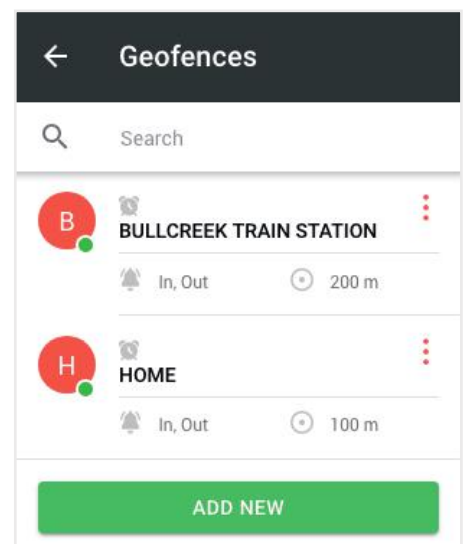 Geofences
Search
B
BULLCREEK TRAIN STATION
In, Out 200 m
H
HOME
In, Out 100 m
ADD NEW